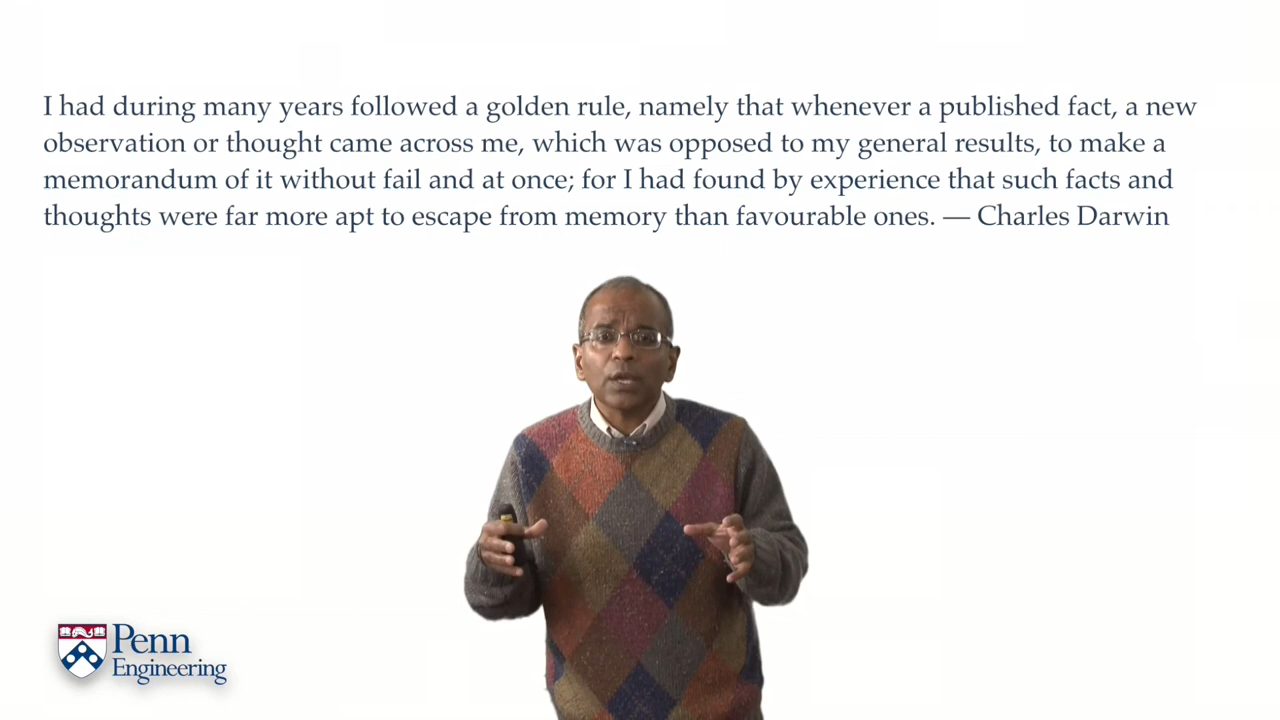 I had during many years followed a golden rule, namely that whenever a published fact, a new
observation or thought came across me, which was opposed to my general results, to make a
memorandum of it without fail and at once; for I had found by experience that such facts and
thoughts were far more apt to escape from memory than favourable ones. — Charles Darwin
Penn
Engineering